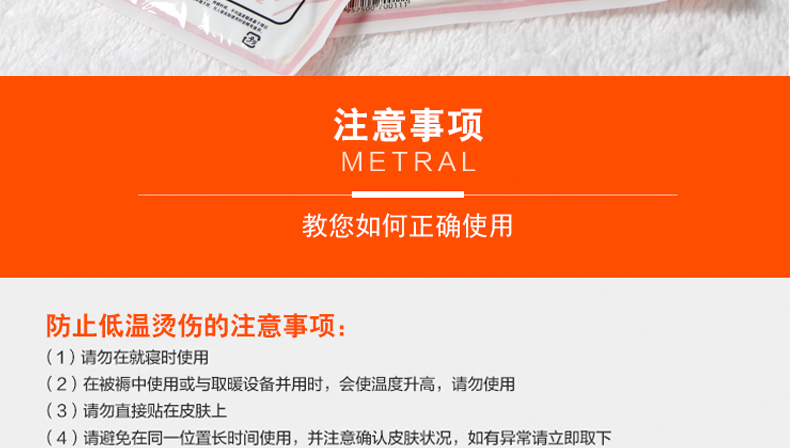 注意事项
METRAL
教您如何正确使用
防止低温烫伤的注意事项：
（1）请勿在就寝时使用
（2）在被褥中使用或与取暖设备并用时，会使温度升高，请勿使用
（3）请勿直接贴在皮肤上
（4）请避免在同一位置长时间使用，并注意确认皮肤状况，如有异常请立即取下